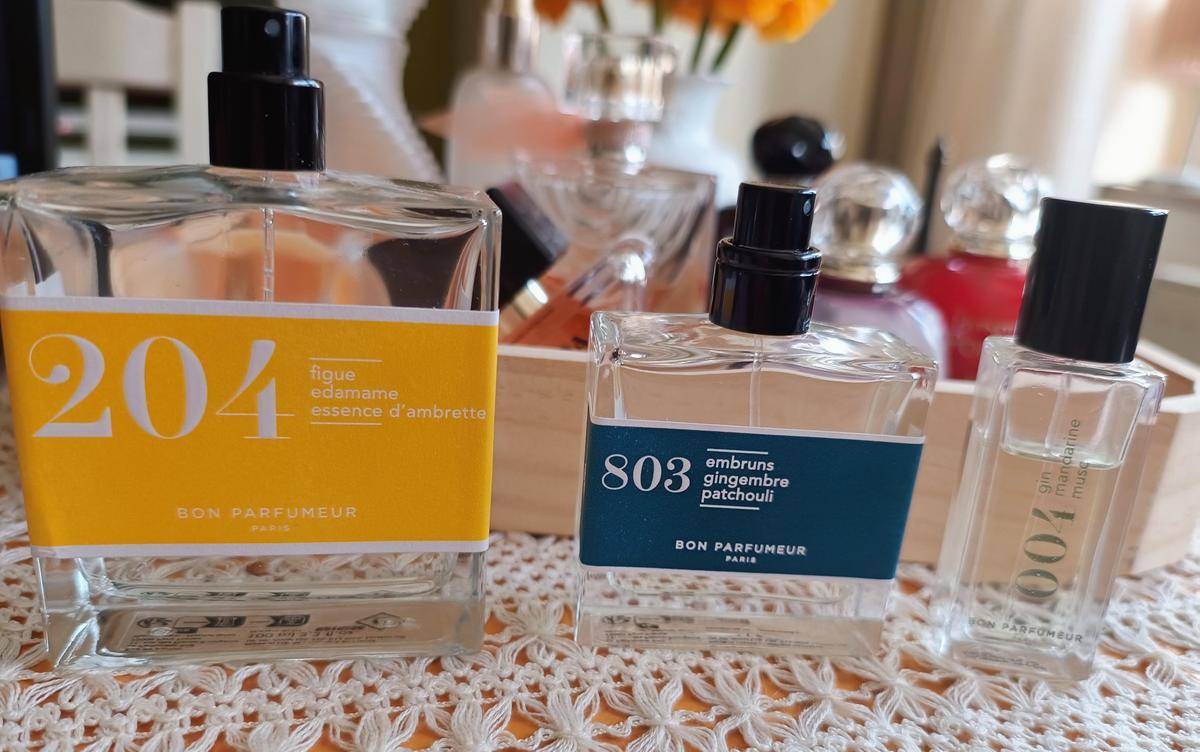 204
figue
edamame
essence d'ambrette
BON PARFUMEUR
PARIS
803
embruns
gingembre
patchouli
BON PARFUMEUR
PARIS
004
gin
mandarine
musc
BON PARFUMEUR